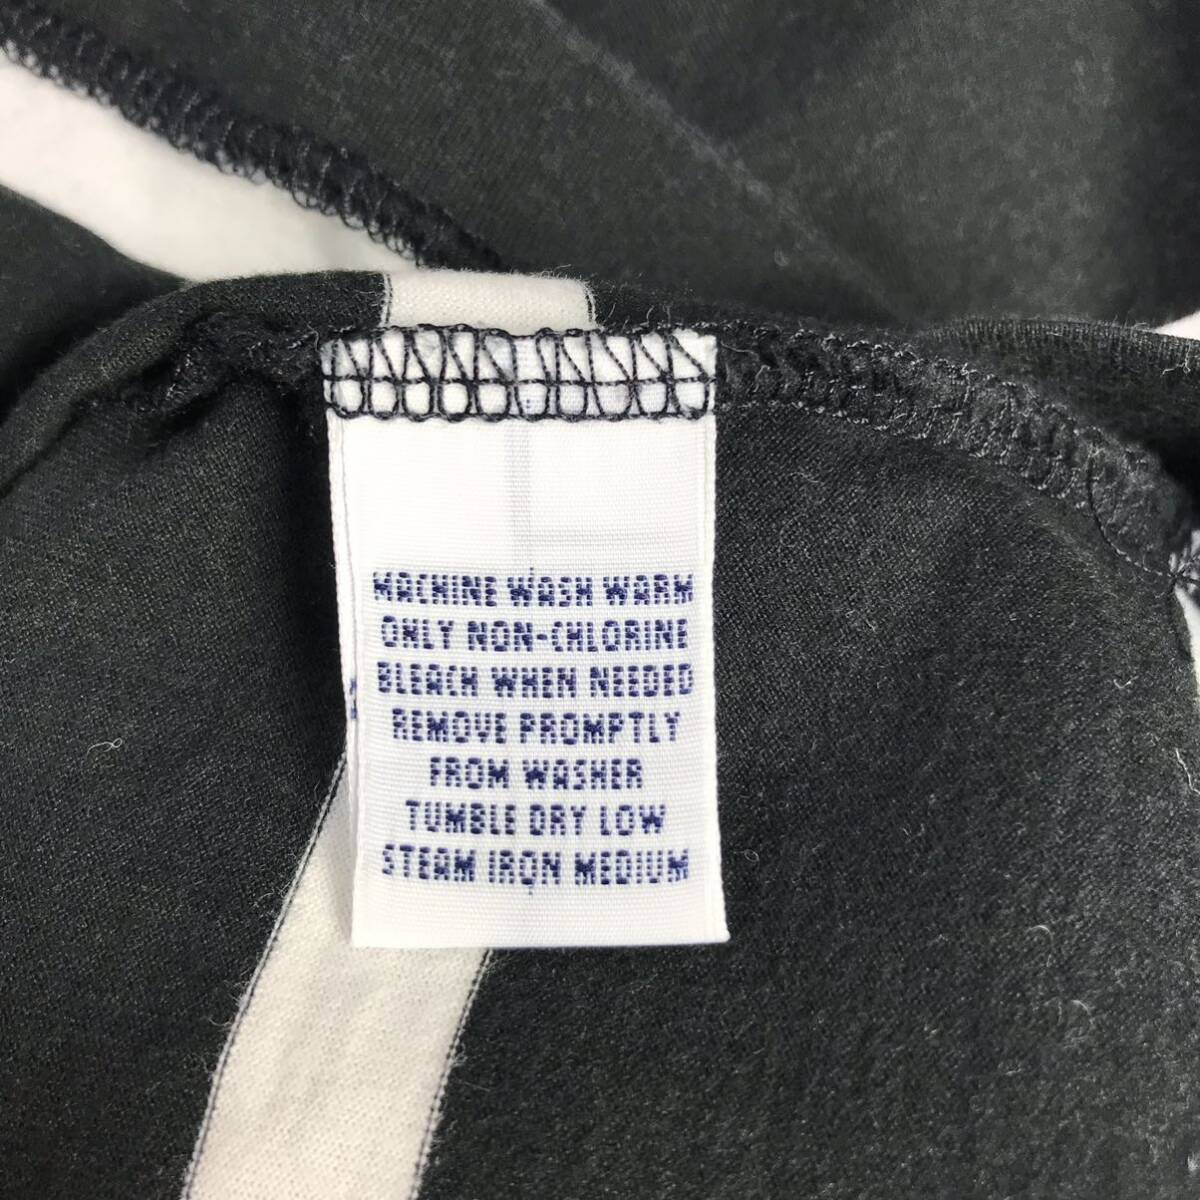 MACHINE WASH WARM
ONLY NON-CHLORINE
BLEACH WHEN NEEDED
REMOVE PROMPTLY
FROM WASHER
TUMBLE DRY LOW
STEAM IRON MEDIUM